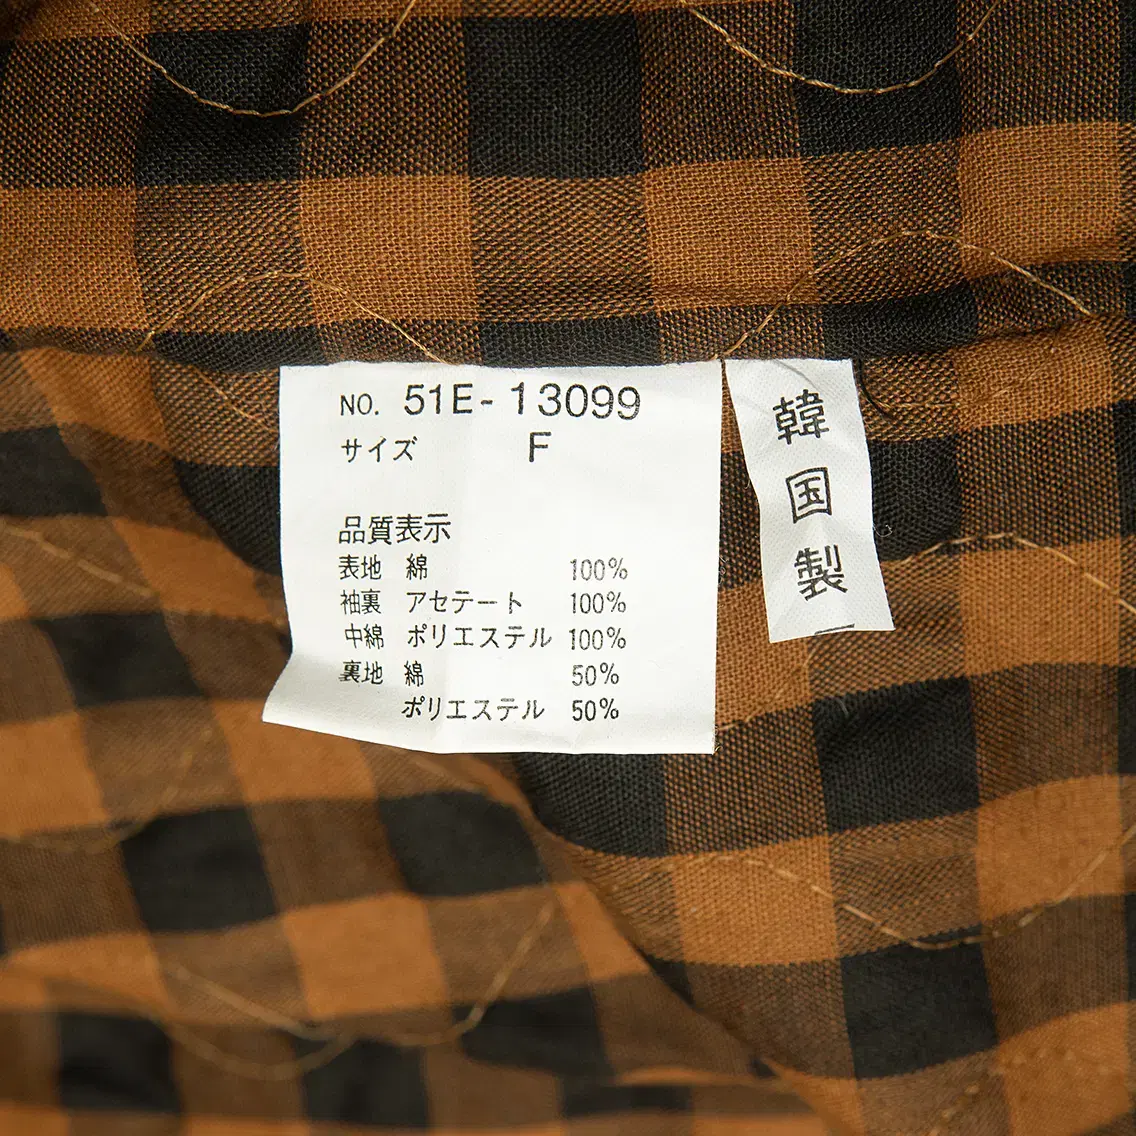 NO. 51E-13099
サイズ F
品質表示
表地 綿 100%
袖裏 アセテート 100%
中綿 ポリエステル 100%
裏地 綿 50%
ポリエステル 50%
韓国製